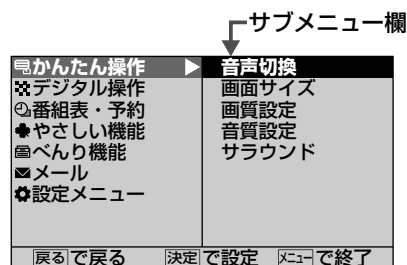 サブメニュー欄
かんたん操作 ▶ 音声切換
デジタル操作 画面サイズ
番組表・予約 画質設定
やさしい機能 音質設定
べんり機能 サラウンド
メール
設定メニュー
戻るで戻る 決定で設定 メニューで終了